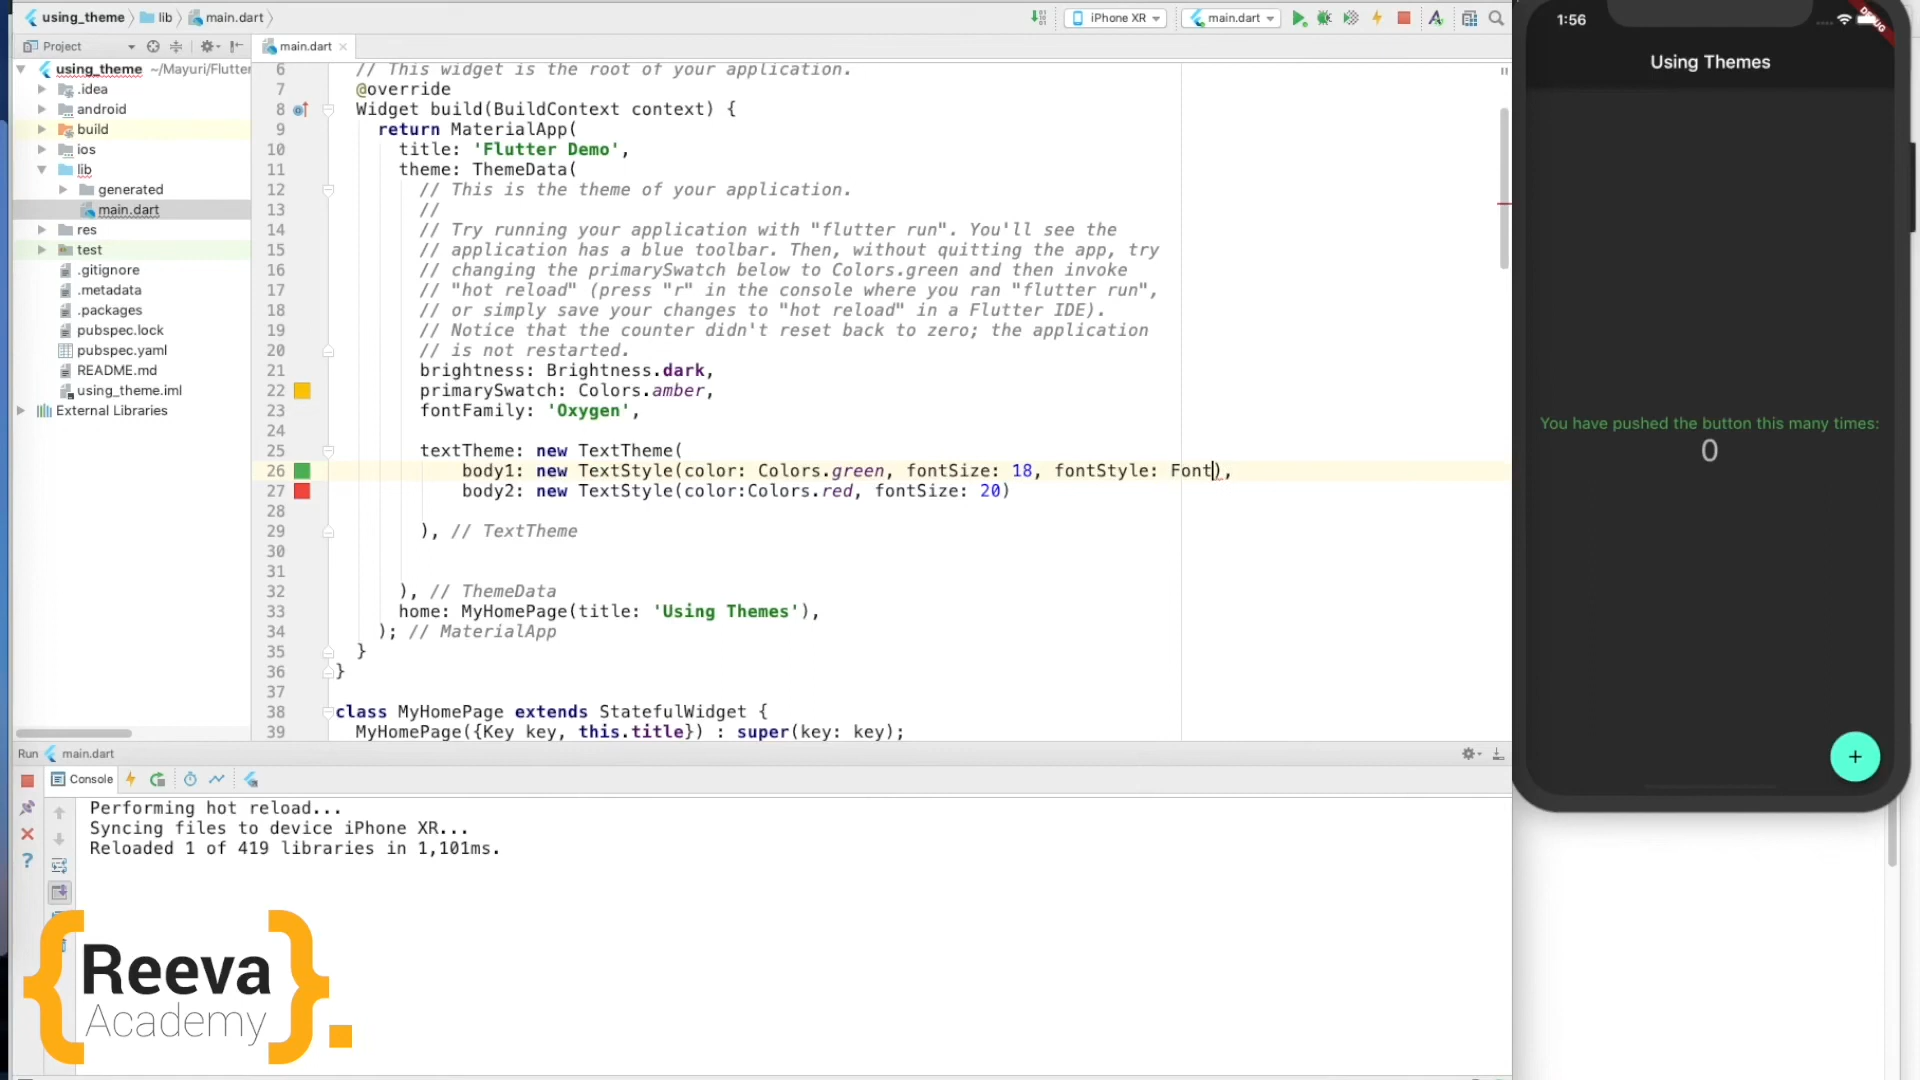 using_theme lib main.dart
iPhone XR main.dart
Project
main.dart
using_theme ~/Mayuri/Flutter
.idea
android
build
ios
lib
generated
main.dart
res
test
.gitignore
.metadata
.packages
pubspec.lock
pubspec.yaml
README.md
using_theme.iml
External Libraries
6 // This widget is the root of your application.
7 @override
8 Widget build(BuildContext context) {
9 return MaterialApp(
10 title: 'Flutter Demo',
11 theme: ThemeData(
12 // This is the theme of your application.
13 //
14 // Try running your application with "flutter run". You'll see the
15 // application has a blue toolbar. Then, without quitting the app, try
16 // changing the primarySwatch below to Colors.green and then invoke
17 // "hot reload" (press "r" in the console where you ran "flutter run",
18 // or simply save your changes to "hot reload" in a Flutter IDE).
19 // Notice that the counter didn't reset back to zero; the application
20 // is not restarted.
21 brightness: Brightness.dark,
22 primarySwatch: Colors.amber,
23 fontFamily: 'Oxygen',
24
25 textTheme: new TextTheme(
26 body1: new TextStyle(color: Colors.green, fontSize: 18, fontStyle: Font),
27 body2: new TextStyle(color:Colors.red, fontSize: 20)
28
29 ), // TextTheme
30
31
32 ), // ThemeData
33 home: MyHomePage(title: 'Using Themes'),
34 ); // MaterialApp
35 }
36 }
37
38 class MyHomePage extends StatefulWidget {
39 MyHomePage({Key key, this.title}) : super(key: key);
Run main.dart
Console
Performing hot reload...
Syncing files to device iPhone XR...
Reloaded 1 of 419 libraries in 1,101ms.
{Reeva
Academy}.
1:56
DEBUG
Using Themes
You have pushed the button this many times:
0
+